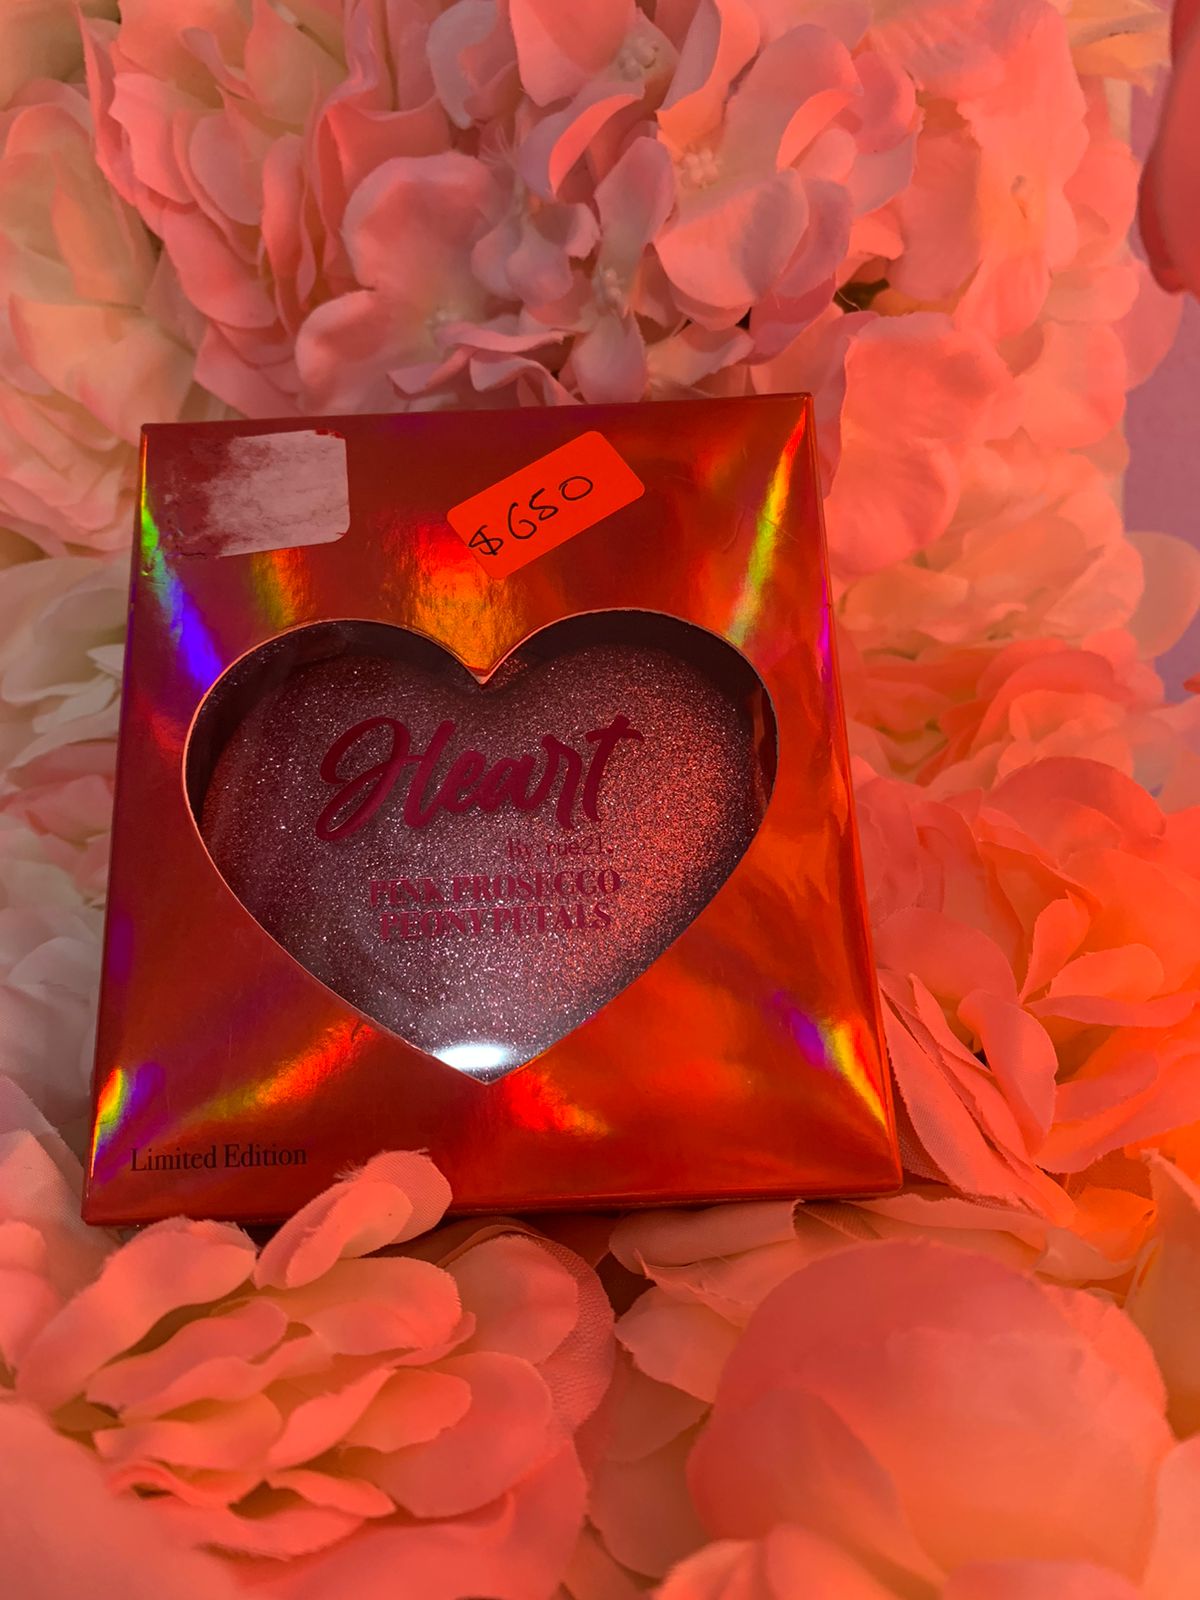 $650
Heart
by rue21.
PINK PROSECCO
PEONY PETALS
Limited Edition